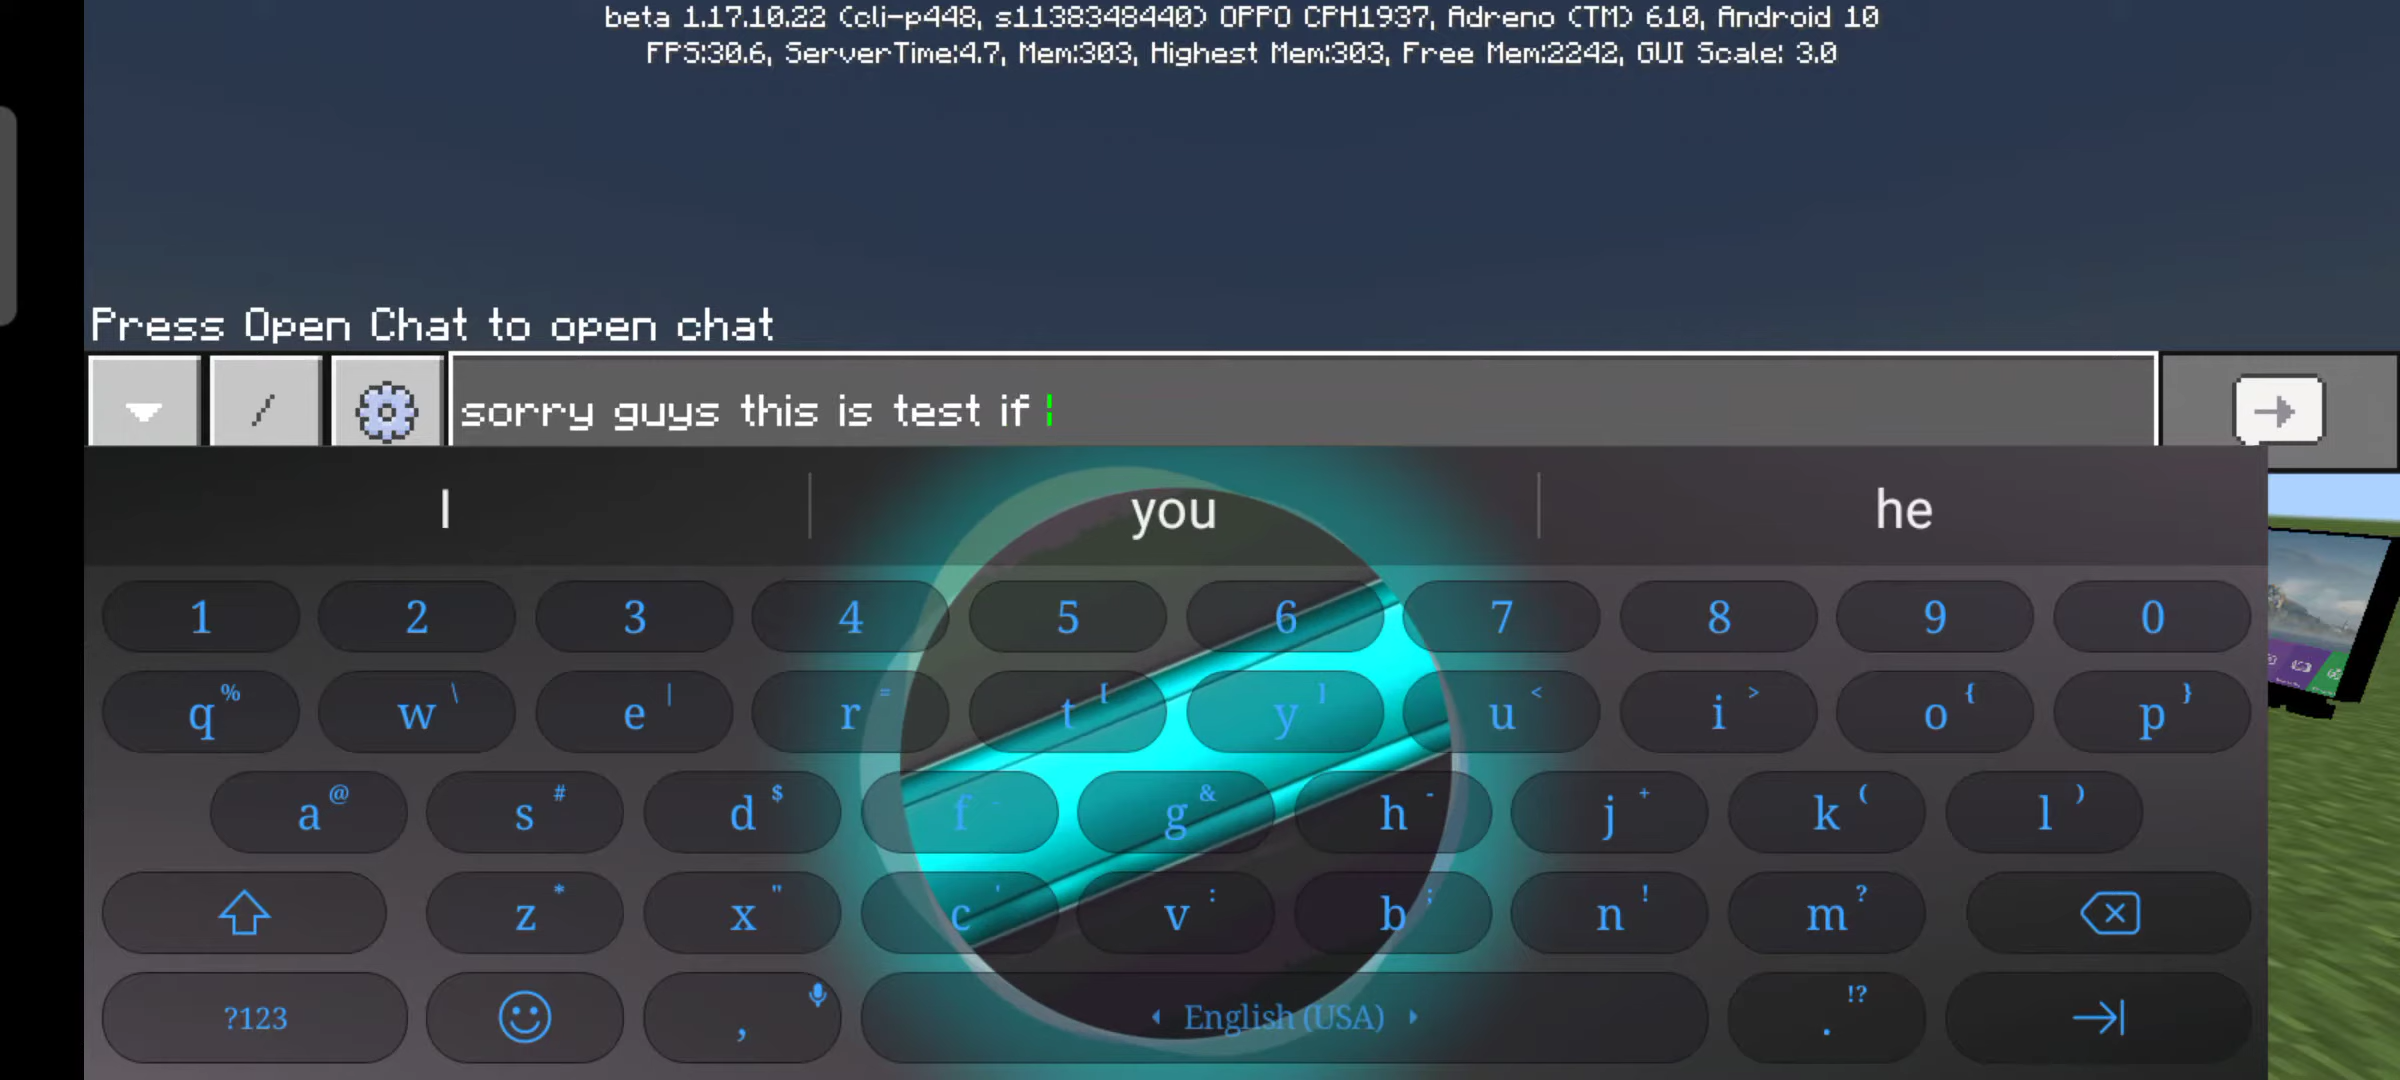 beta 1.17.10.22 (cli-p448, s1138348440) OPPO CPH1937, Adreno (TM) 610, Android 10
FPS:30.6, ServerTime:4.7, Mem:303, Highest Mem:303, Free Mem:2242, GUI Scale: 3.0
Press Open Chat to open chat
/ sorry guys this is test if
I you he
1 2 3 4 5 6 7 8 9 0
q % w \ e | r = t [ y ] u < i > o { p }
a @ s # d $ f - g & h - j + k ( l )
z * x " c ' v : b ; n ! m ?
?123 , English (USA) . !?